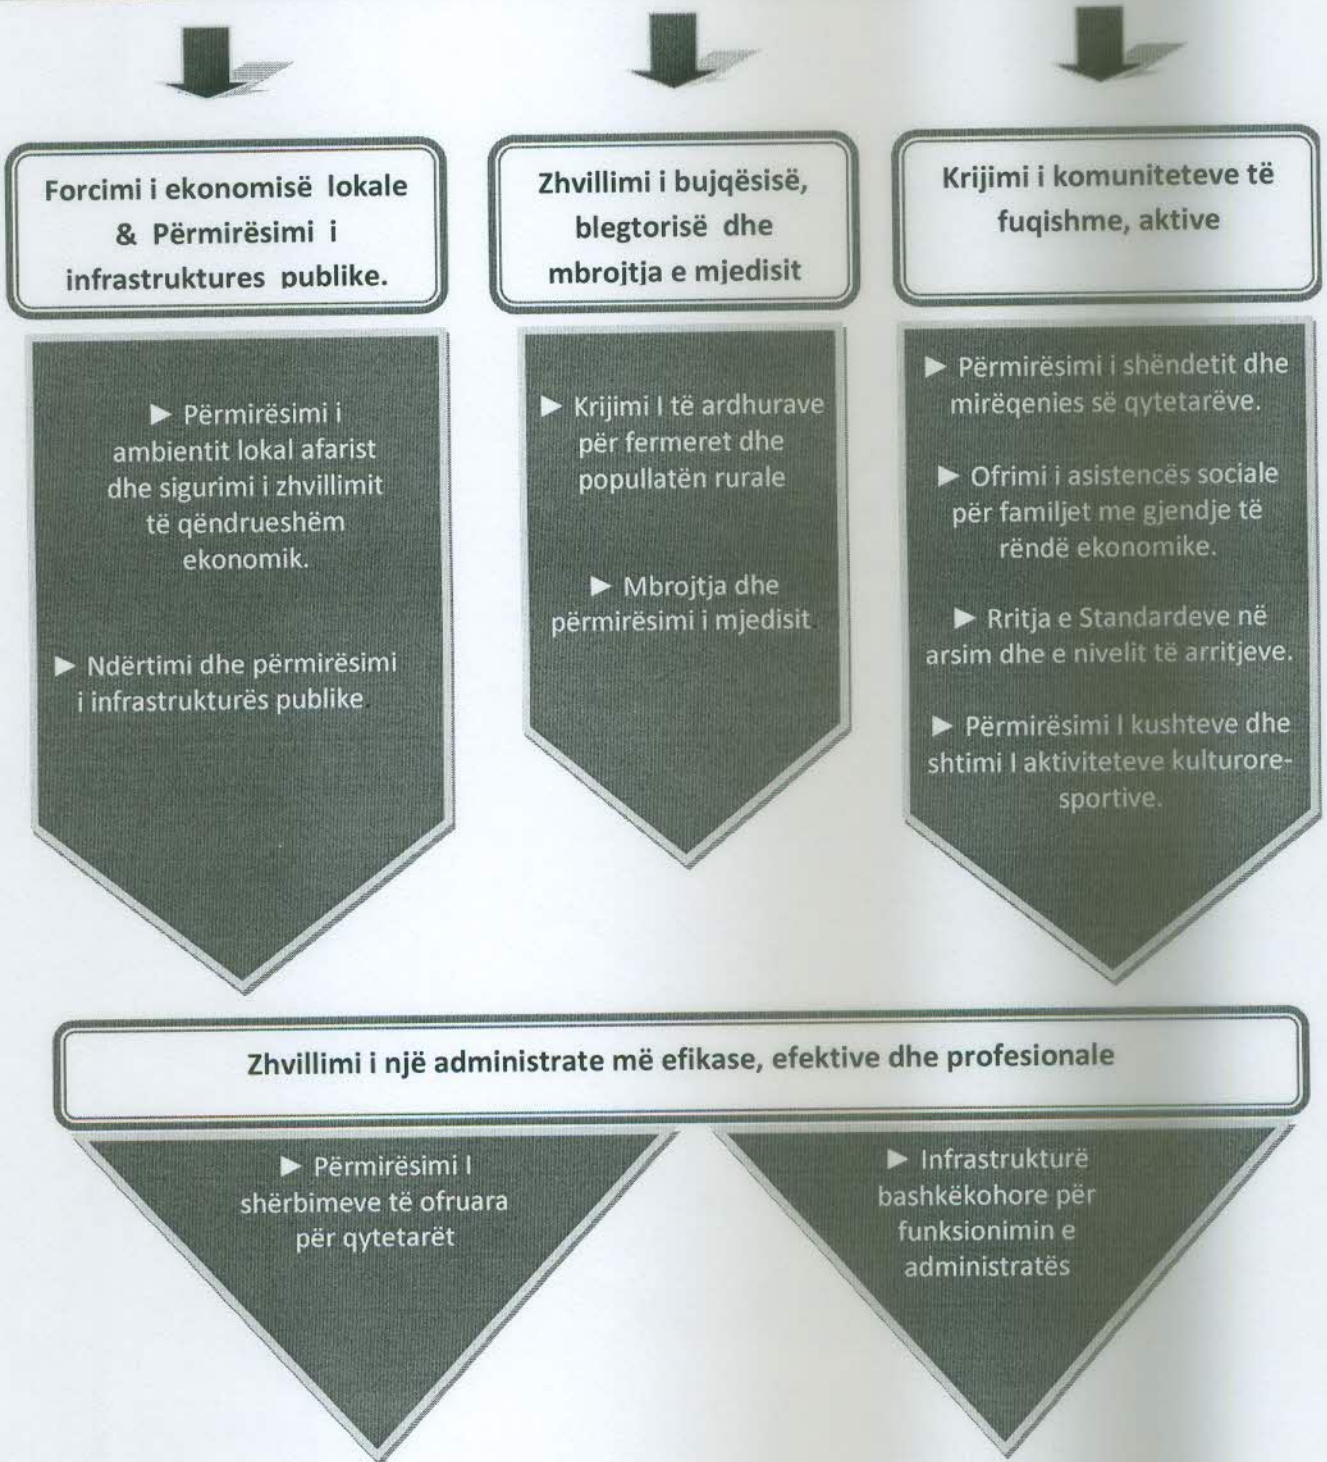 Forcimi i ekonomisë lokale
& Përmirësimi i
infrastruktures publike.
► Përmirësimi i
ambientit lokal afarist
dhe sigurimi i zhvillimit
të qëndrueshëm
ekonomik.
► Ndërtimi dhe përmirësimi
i infrastrukturës publike.
Zhvillimi i bujqësisë,
blegtorisë dhe
mbrojtja e mjedisit
► Krijimi I të ardhurave
për fermeret dhe
popullatën rurale
► Mbrojtja dhe
përmirësimi i mjedisit.
Krijimi i komuniteteve të
fuqishme, aktive
► Përmirësimi i shëndetit dhe
mirëqenies së qytetarëve.
► Ofrimi i asistencës sociale
për familjet me gjendje të
rëndë ekonomike.
► Rritja e Standardeve në
arsim dhe e nivelit të arritjeve.
► Përmirësimi I kushteve dhe
shtimi I aktiviteteve kulturore-
sportive.
Zhvillimi i një administrate më efikase, efektive dhe profesionale
► Përmirësimi I
shërbimeve të ofruara
për qytetarët
► Infrastrukturë
bashkëkohore për
funksionimin e
administratës